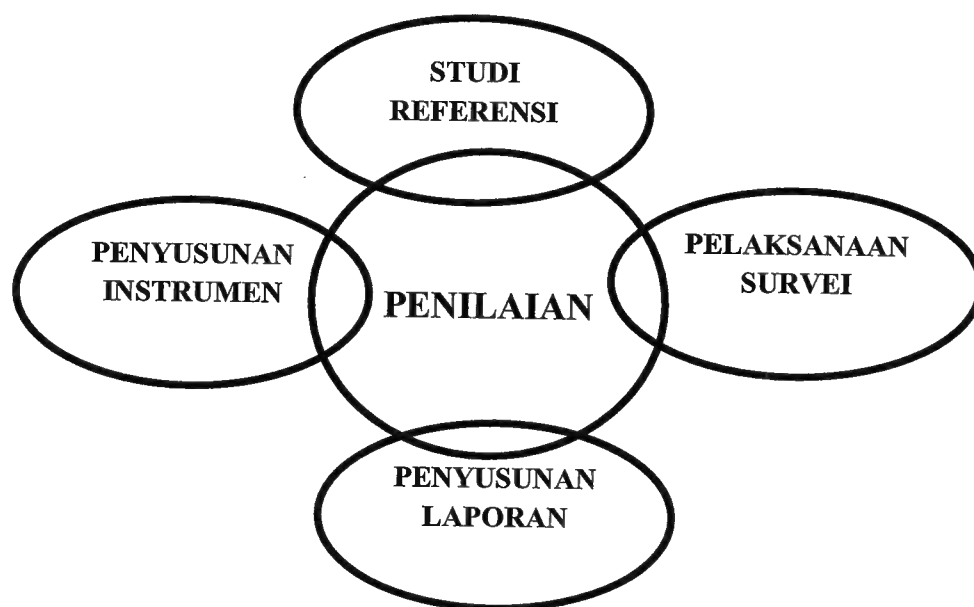 STUDI
REFERENSI
PENYUSUNAN
INSTRUMEN
PELAKSANAAN
SURVEI
PENILAIAN
PENYUSUNAN
LAPORAN